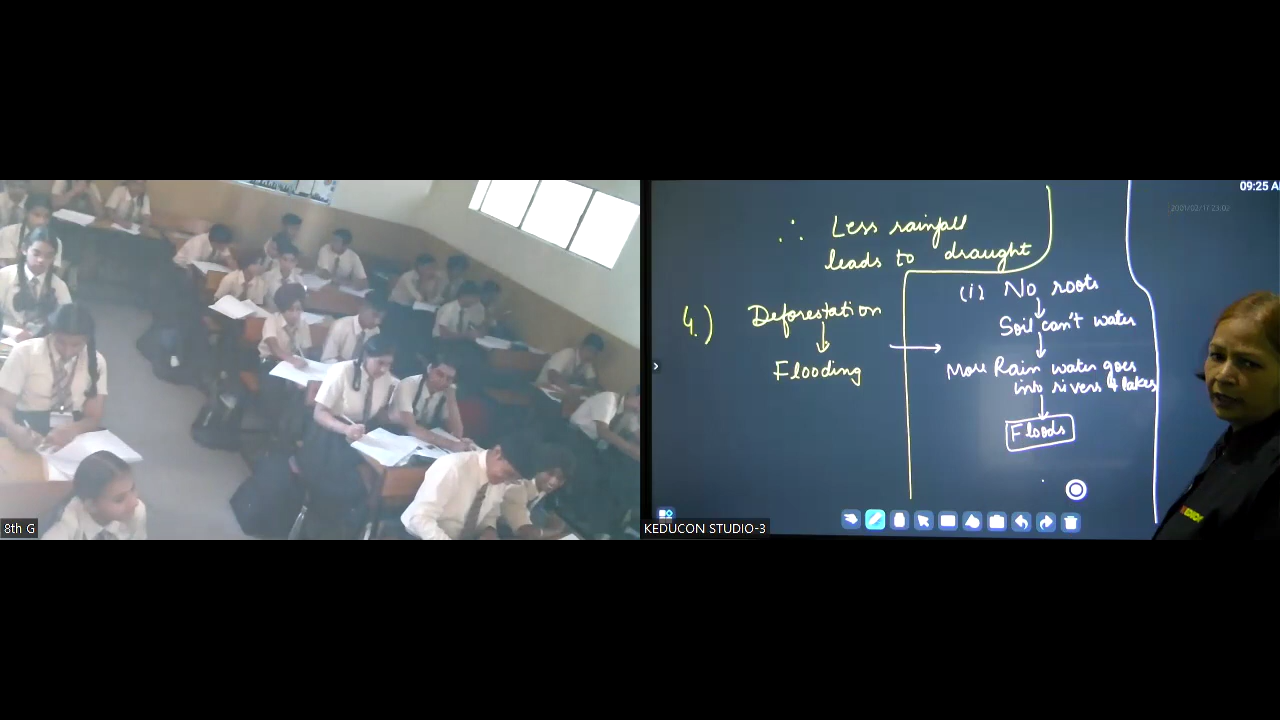 09:25 A
∴ Less rainfall
leads to draught
4.) Deforestation
↓
Flooding
→
(i) No roots
↓
Soil can't water
↓
More Rain water goes
into rivers & lakes
↓
Floods
8th G
KEDUCON STUDIO-3